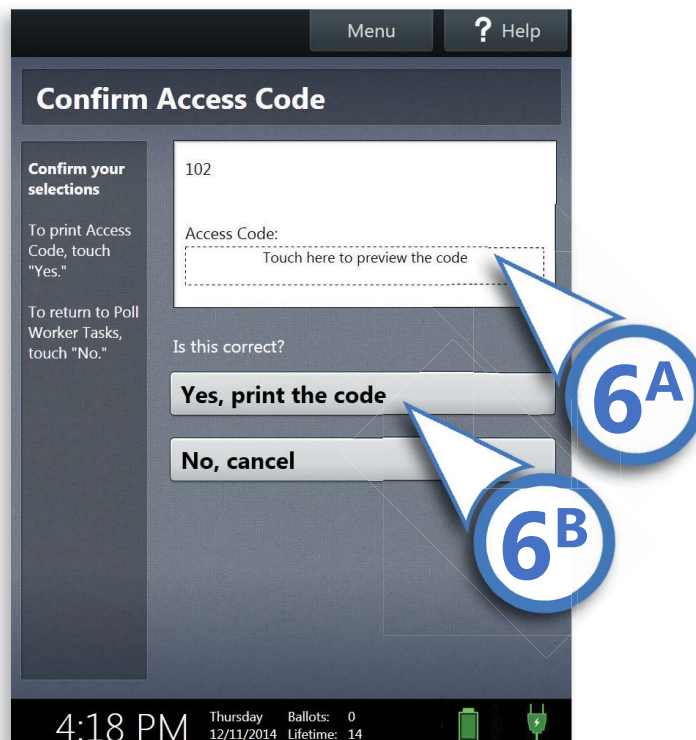 Menu
? Help
Confirm Access Code
Confirm your
selections
To print Access
Code, touch
"Yes."
To return to Poll
Worker Tasks,
touch "No."
102
Access Code:
Touch here to preview the code
Is this correct?
Yes, print the code
No, cancel
6A
6B
4:18 PM
Thursday
12/11/2014
Ballots: 0
Lifetime: 14